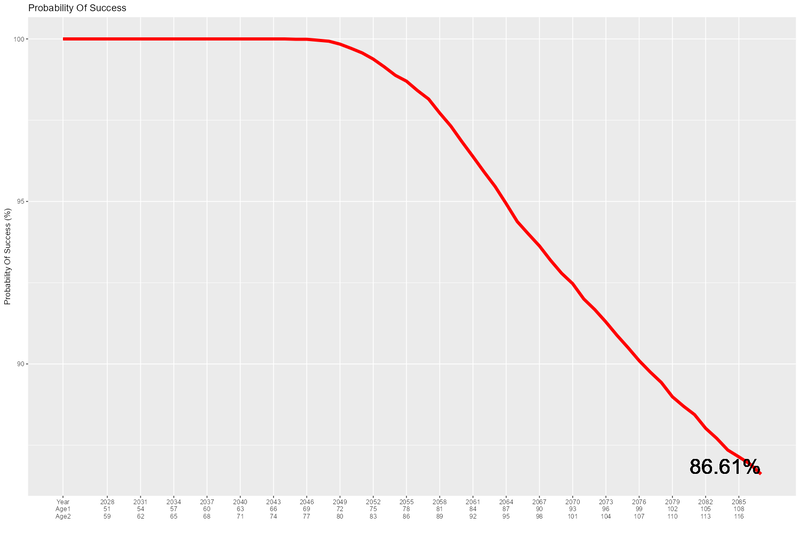 Probability Of Success
Probability Of Success (%)
100
95
90
86.61%
Year 2028 2031 2034 2037 2040 2043 2046 2049 2052 2055 2058 2061 2064 2067 2070 2073 2076 2079 2082 2085
Age1 51 54 57 60 63 66 69 72 75 78 81 84 87 90 93 96 99 102 105 108
Age2 59 62 65 68 71 74 77 80 83 86 89 92 95 98 101 104 107 110 113 116